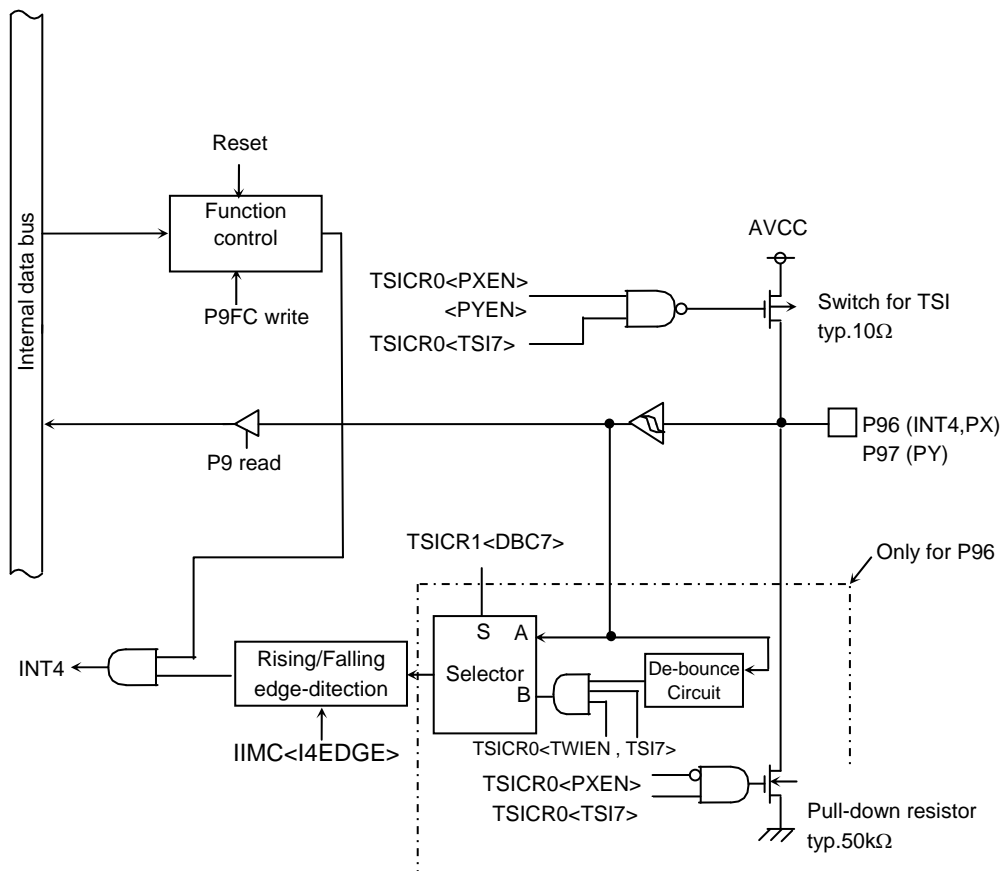 Internal data bus
Reset
Function
control
P9FC write
AVCC
TSICR0<PXEN>
<PYEN>
TSICR0<TSI7>
Switch for TSI
typ.10Ω
P9 read
P96 (INT4,PX)
P97 (PY)
TSICR1<DBC7>
Only for P96
S
A
Selector
B
De-bounce
Circuit
INT4
Rising/Falling
edge-ditection
IIMC<I4EDGE>
TSICR0<TWIEN , TSI7>
TSICR0<PXEN>
TSICR0<TSI7>
Pull-down resistor
typ.50kΩ